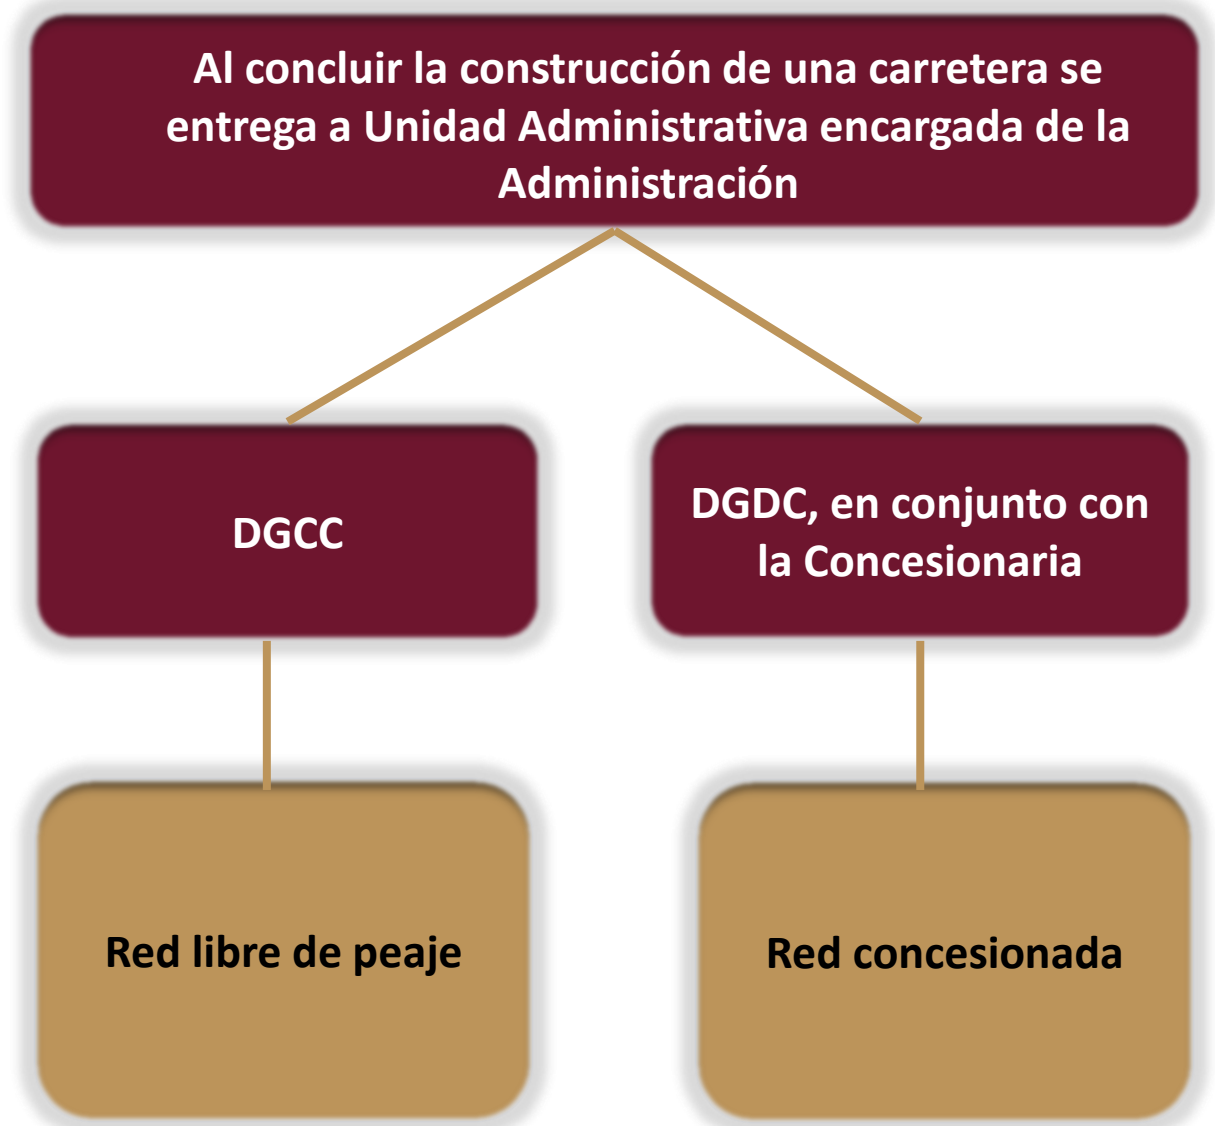 Al concluir la construcción de una carretera se
entrega a Unidad Administrativa encargada de la
Administración
DGCC
DGDC, en conjunto con
la Concesionaria
Red libre de peaje
Red concesionada